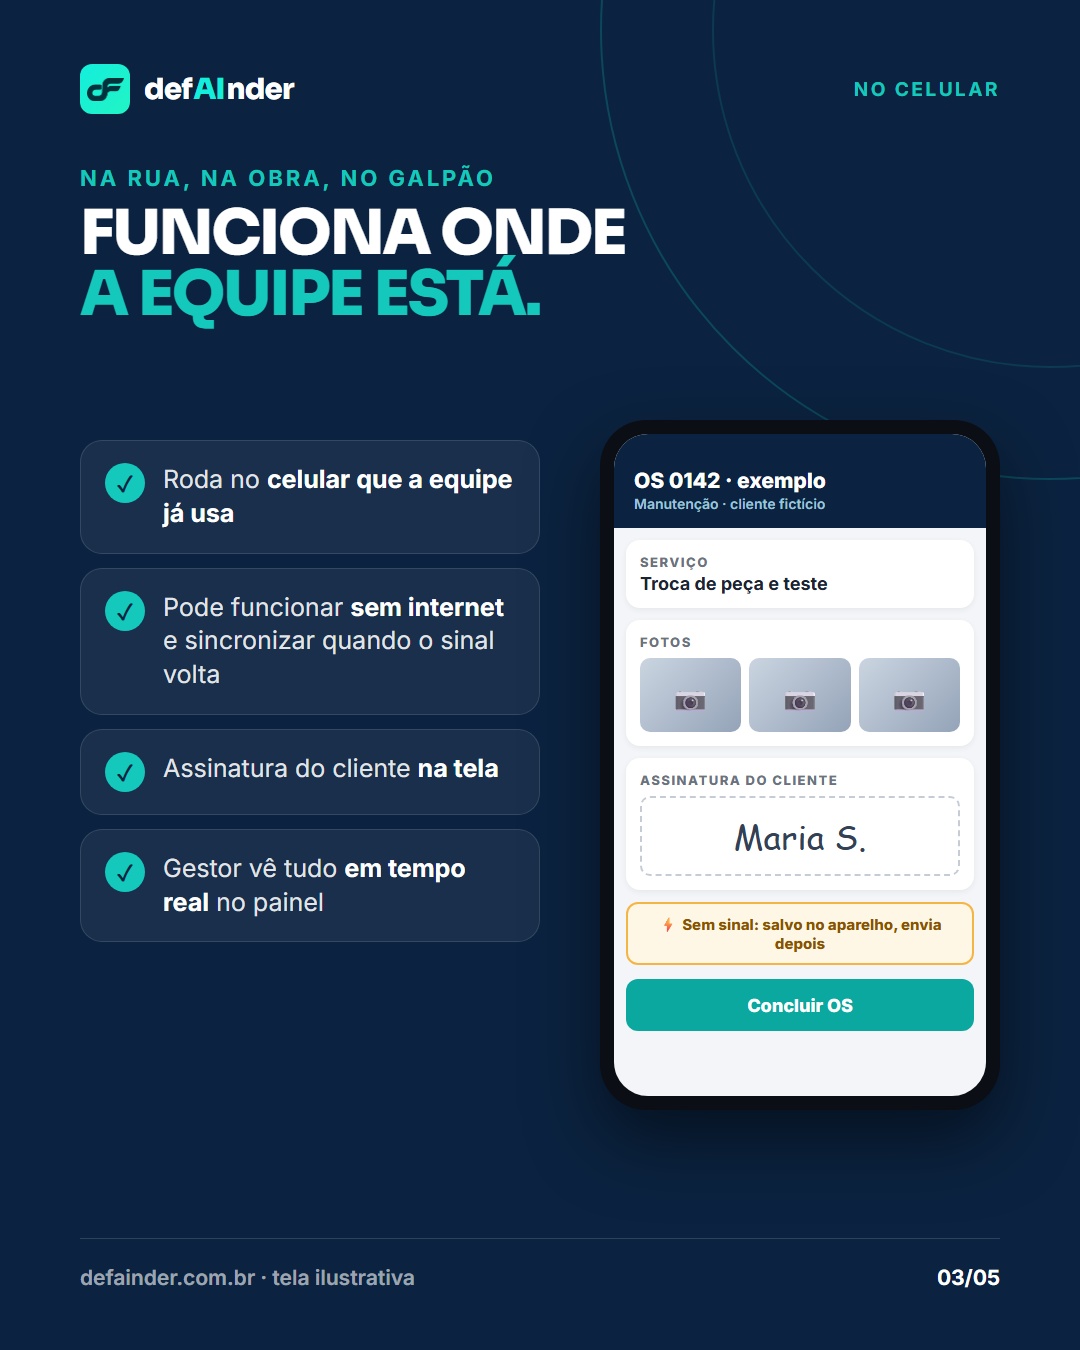 defAInder
NO CELULAR
NA RUA, NA OBRA, NO GALPÃO
FUNCIONA ONDE
A EQUIPE ESTÁ.
Roda no celular que a equipe
já usa
Pode funcionar sem internet
e sincronizar quando o sinal
volta
Assinatura do cliente na tela
Gestor vê tudo em tempo
real no painel
OS 0142 · exemplo
Manutenção · cliente fictício
SERVIÇO
Troca de peça e teste
FOTOS
ASSINATURA DO CLIENTE
Maria S.
Sem sinal: salvo no aparelho, envia
depois
Concluir OS
defainder.com.br · tela ilustrativa
03/05